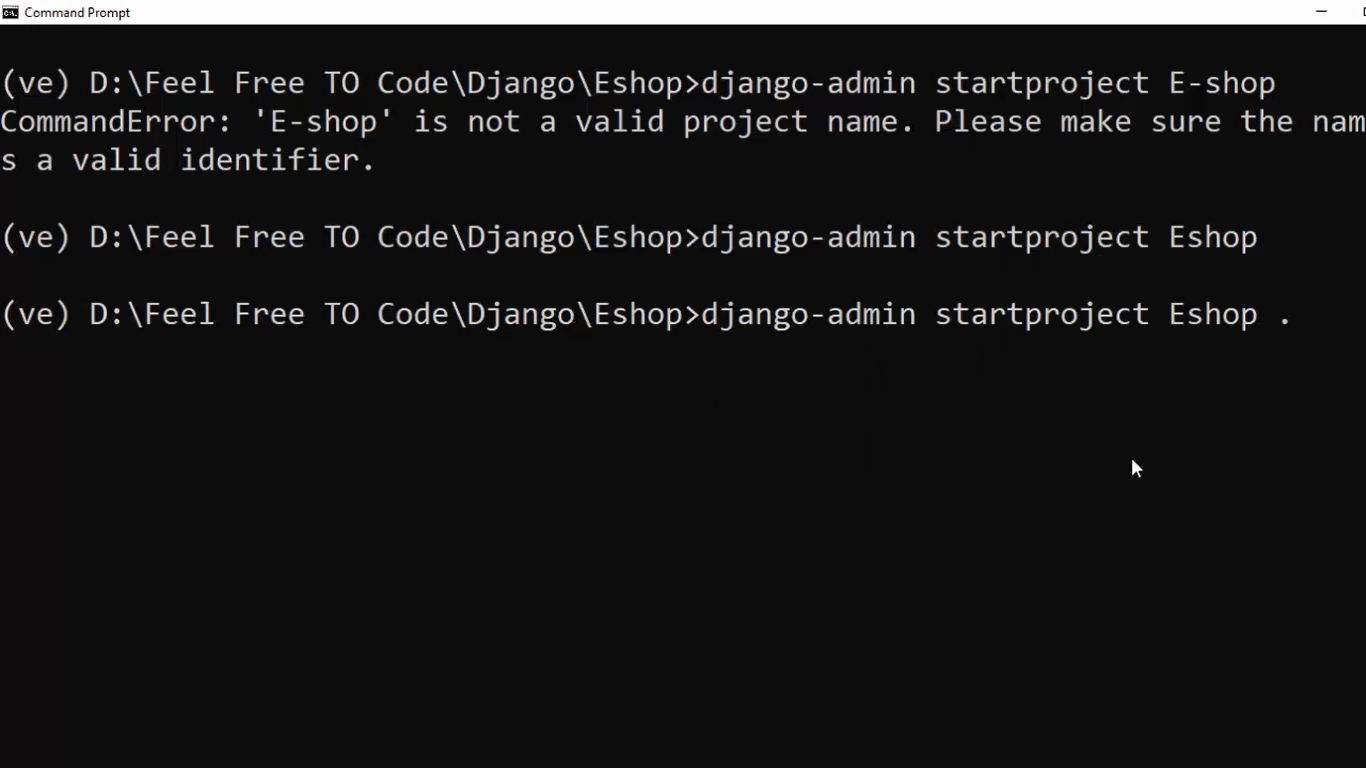 Command Prompt
(ve) D:\Feel Free TO Code\Django\Eshop>django-admin startproject E-shop
CommandError: 'E-shop' is not a valid project name. Please make sure the nam
s a valid identifier.
(ve) D:\Feel Free TO Code\Django\Eshop>django-admin startproject Eshop
(ve) D:\Feel Free TO Code\Django\Eshop>django-admin startproject Eshop .